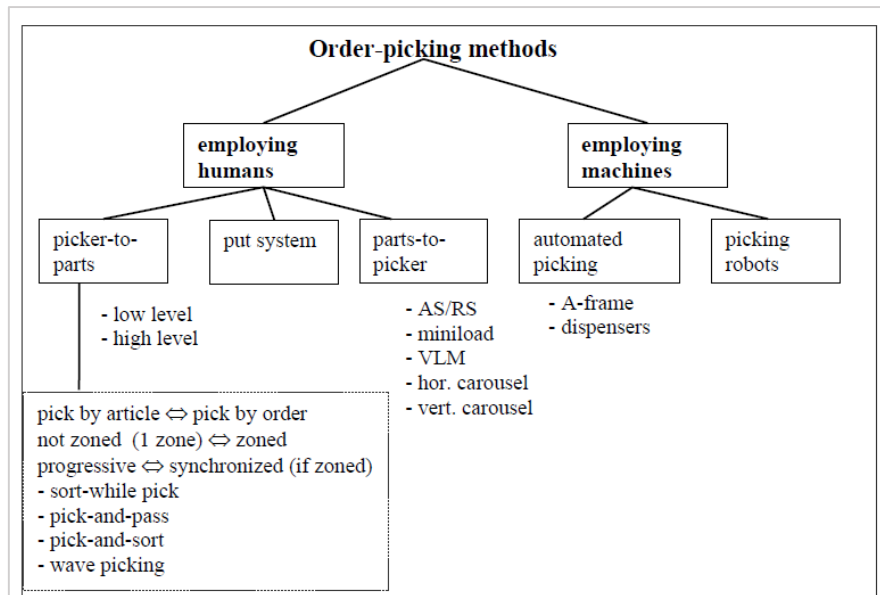 Order-picking methods
employing
humans
employing
machines
picker-to-
parts
put system
parts-to-
picker
automated
picking
picking
robots
- low level
- high level
- AS/RS
- miniload
- VLM
- hor. carousel
- vert. carousel
- A-frame
- dispensers
pick by article ⇔ pick by order
not zoned (1 zone) ⇔ zoned
progressive ⇔ synchronized (if zoned)
- sort-while pick
- pick-and-pass
- pick-and-sort
- wave picking